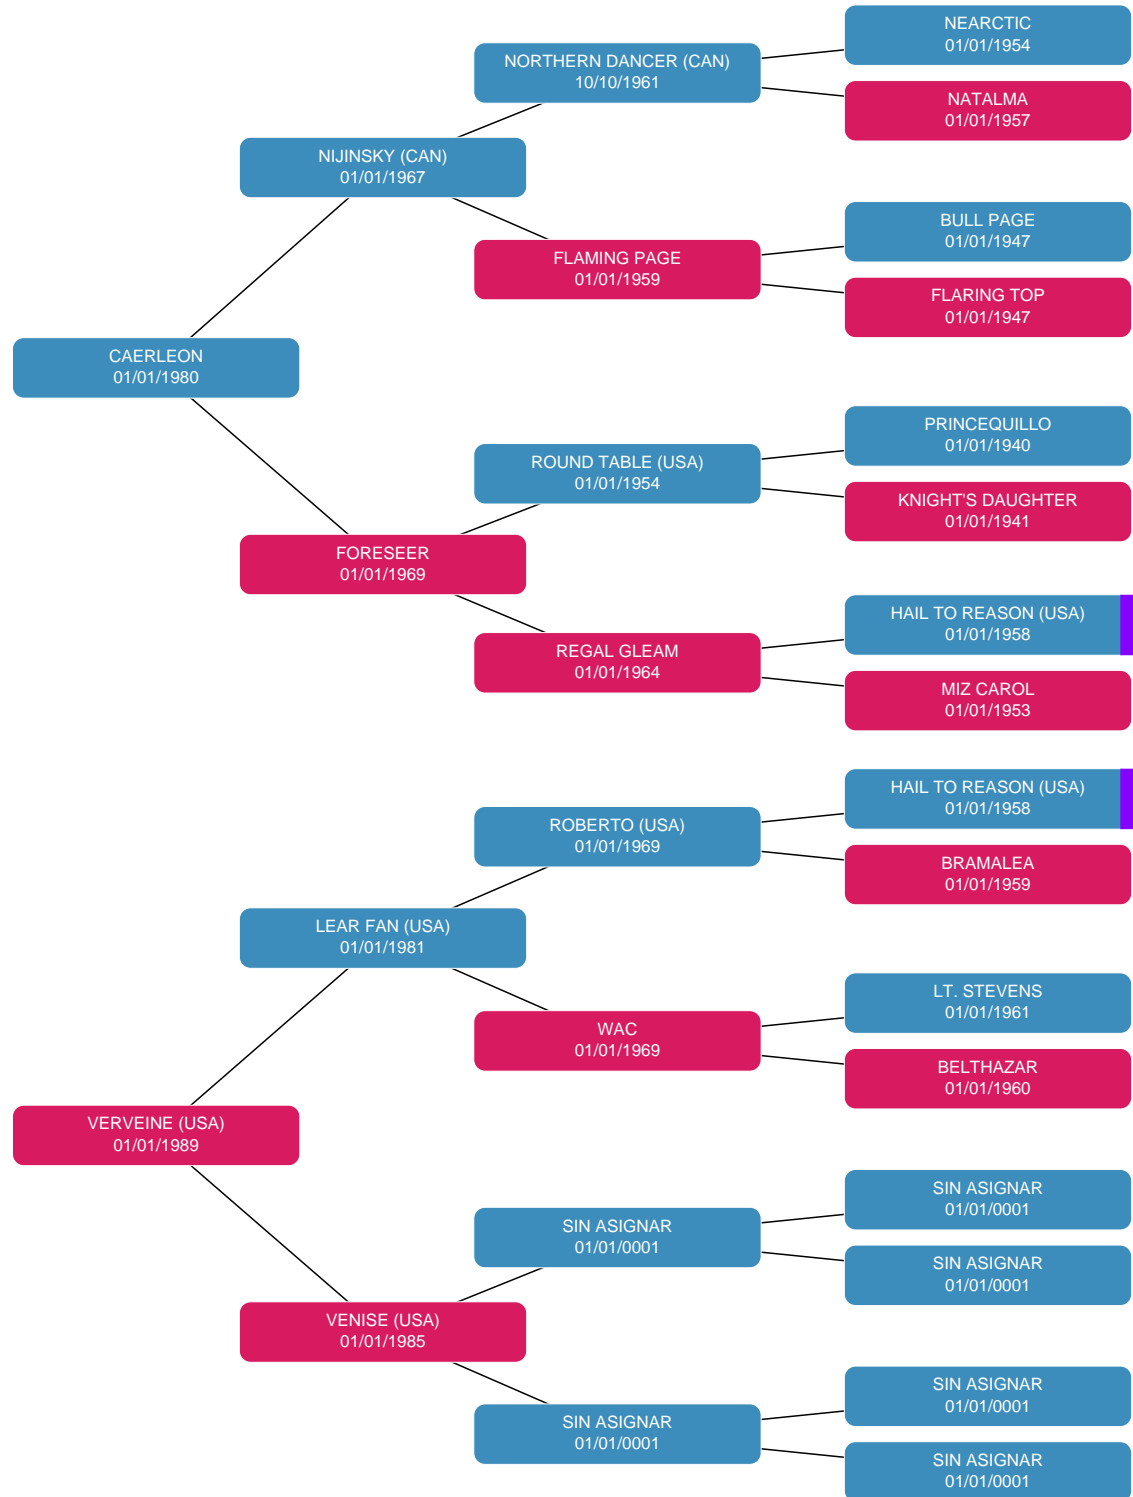 NEARCTIC
01/01/1954
NORTHERN DANCER (CAN)
10/10/1961
NATALMA
01/01/1957
NIJINSKY (CAN)
01/01/1967
BULL PAGE
01/01/1947
FLAMING PAGE
01/01/1959
FLARING TOP
01/01/1947
CAERLEON
01/01/1980
PRINCEQUILLO
01/01/1940
ROUND TABLE (USA)
01/01/1954
KNIGHT'S DAUGHTER
01/01/1941
FORESEER
01/01/1969
HAIL TO REASON (USA)
01/01/1958
REGAL GLEAM
01/01/1964
MIZ CAROL
01/01/1953
HAIL TO REASON (USA)
01/01/1958
ROBERTO (USA)
01/01/1969
BRAMALEA
01/01/1959
LEAR FAN (USA)
01/01/1981
LT. STEVENS
01/01/1961
WAC
01/01/1969
BELTHAZAR
01/01/1960
VERVEINE (USA)
01/01/1989
SIN ASIGNAR
01/01/0001
SIN ASIGNAR
01/01/0001
SIN ASIGNAR
01/01/0001
VENISE (USA)
01/01/1985
SIN ASIGNAR
01/01/0001
SIN ASIGNAR
01/01/0001
SIN ASIGNAR
01/01/0001